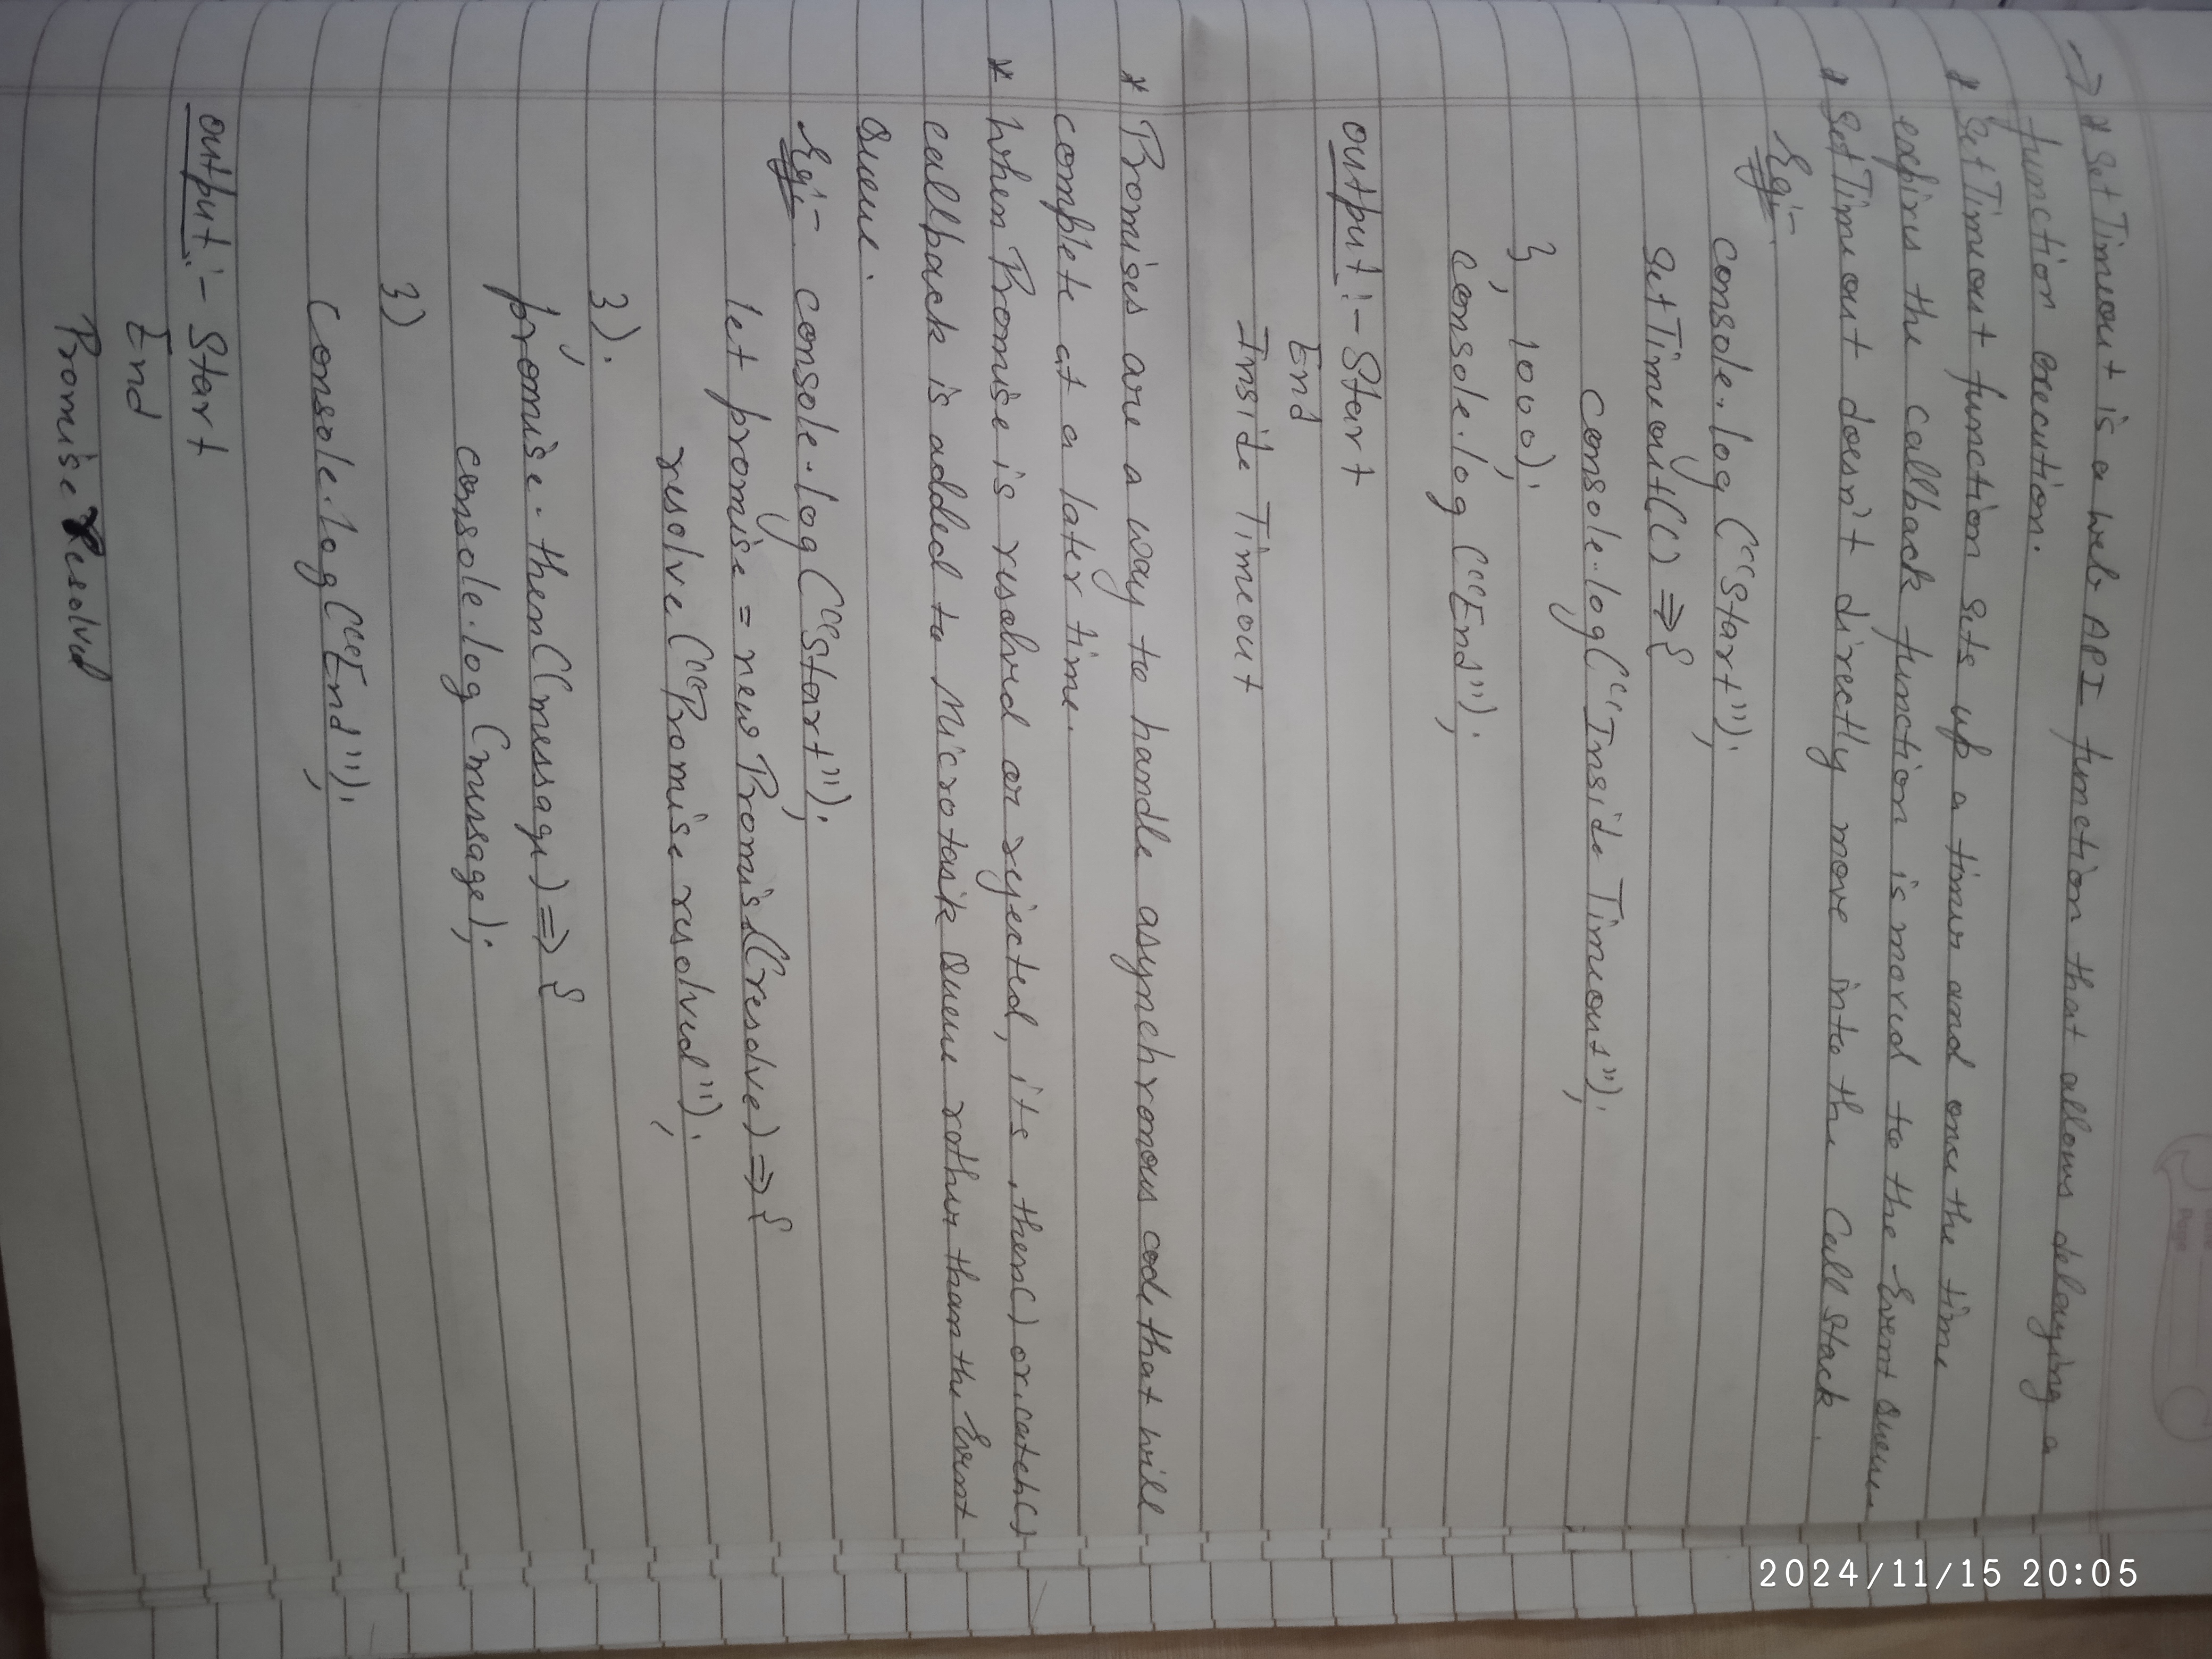 → * SetTimeout is a web API function that allows delaying a
function execution.
* SetTimeout function sets up a timer and once the time
expires the callback function is moved to the Event Queue
* SetTimeout doesn't directly move into the Call Stack.
Eg:-
console.log ("Start");
SetTimeout(() => {
console.log ("Inside Timeout");
}, 1000);
console.log ("End");
output:- Start
End
Inside Timeout
* Promises are a way to handle asynchronous code that will
complete at a later time.
* When Promise is resolved or rejected, its .then() or .catch()
callback is added to Microtask Queue rather than the Event
Queue.
Eg:- console.log ("Start");
let promise = new Promise((resolve) => {
resolve ("Promise resolved");
}).
promise.then((message) => {
console.log (message);
})
console.log ("End");
output:- Start
End
Promise Resolved
Page
2024/11/15 20:05